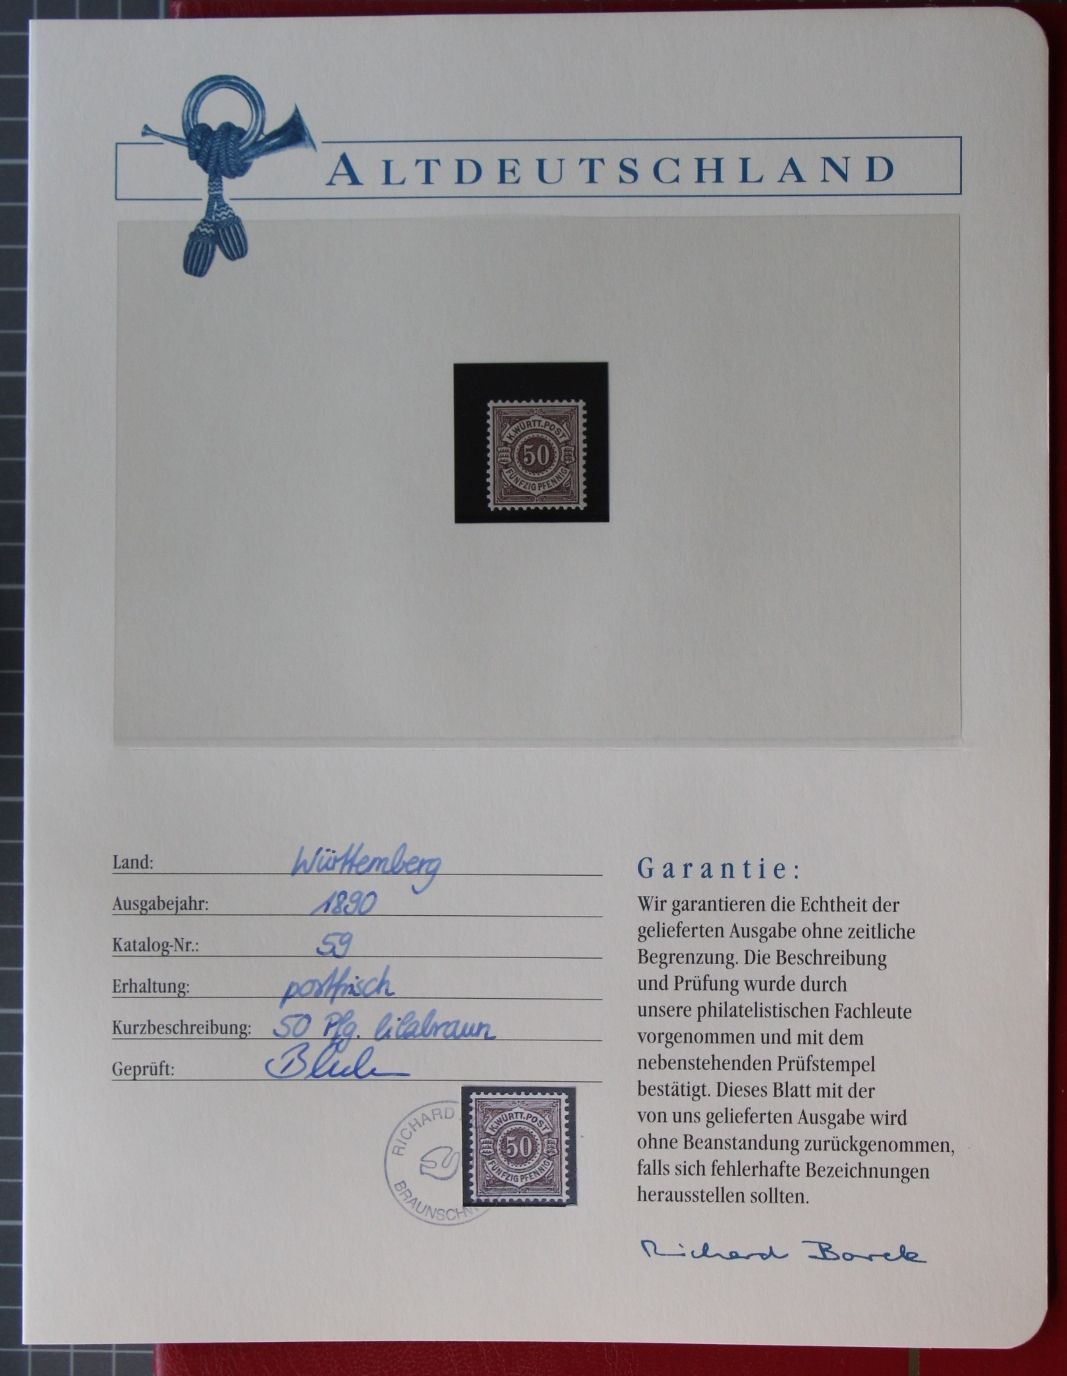 ALTDEUTSCHLAND
K.WÜRTT.POST
50
FÜNFZIG PFENNIG
Land: Württemberg
Ausgabejahr: 1890
Katalog-Nr.: 59
Erhaltung: postfrisch
Kurzbeschreibung: 50 Pfg. lilabraun
Geprüft:
RICHARD
BRAUNSCHW
K.WÜRTT.POST
50
FÜNFZIG PFENNIG
Garantie:
Wir garantieren die Echtheit der
gelieferten Ausgabe ohne zeitliche
Begrenzung. Die Beschreibung
und Prüfung wurde durch
unsere philatelistischen Fachleute
vorgenommen und mit dem
nebenstehenden Prüfstempel
bestätigt. Dieses Blatt mit der
von uns gelieferten Ausgabe wird
ohne Beanstandung zurückgenommen,
falls sich fehlerhafte Bezeichnungen
herausstellen sollten.
Richard Borek